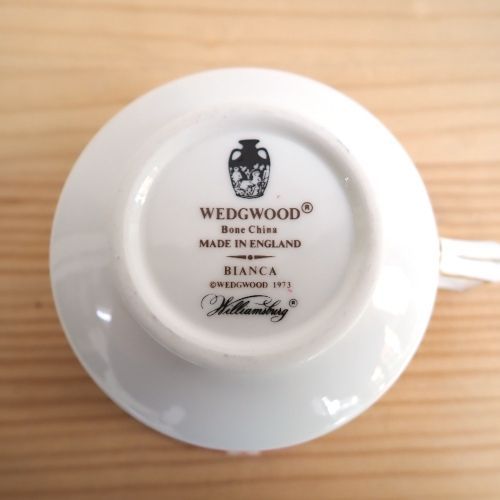 WEDGWOOD®
Bone China
MADE IN ENGLAND
BIANCA
©WEDGWOOD 1973
Williamsburg®